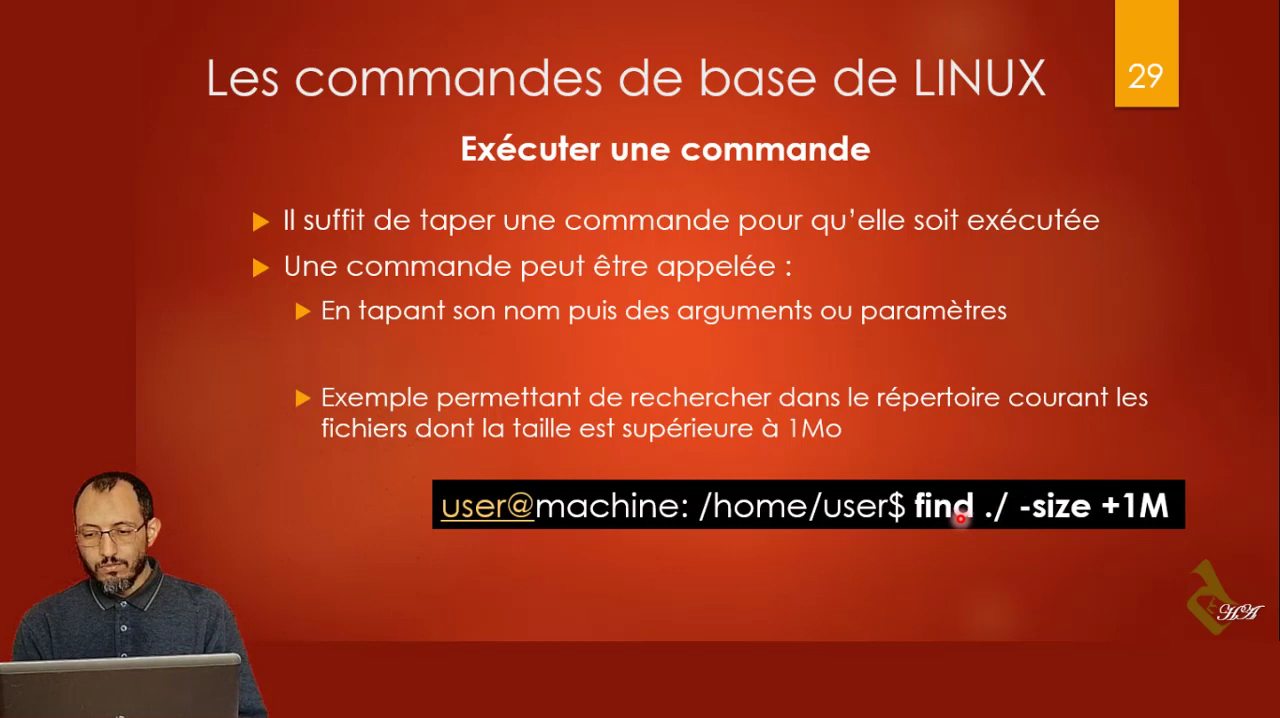 Les commandes de base de LINUX
29
Exécuter une commande
Il suffit de taper une commande pour qu’elle soit exécutée
Une commande peut être appelée :
En tapant son nom puis des arguments ou paramètres
Exemple permettant de rechercher dans le répertoire courant les
fichiers dont la taille est supérieure à 1Mo
user@machine: /home/user$ find ./ -size +1M
HA